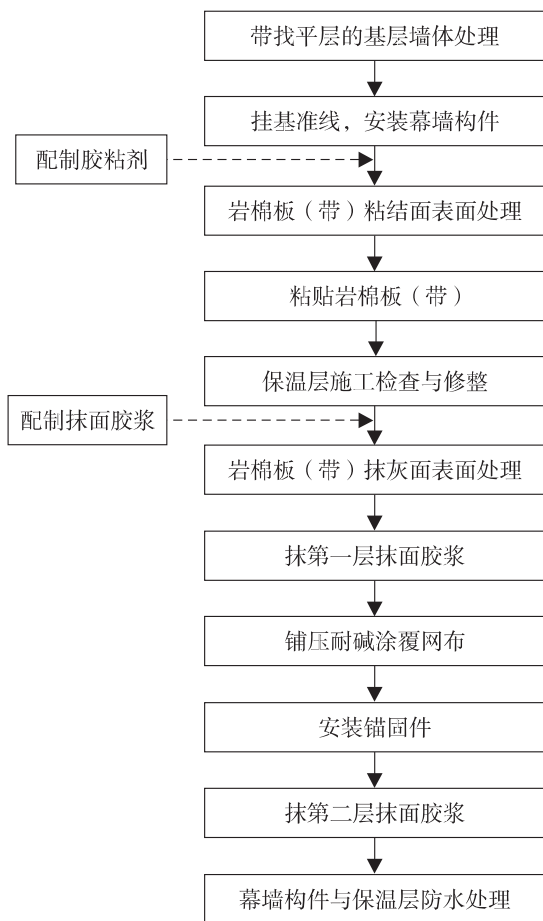 带找平层的基层墙体处理
挂基准线，安装幕墙构件
配制胶粘剂
岩棉板（带）粘结面表面处理
粘贴岩棉板（带）
保温层施工检查与修整
配制抹面胶浆
岩棉板（带）抹灰面表面处理
抹第一层抹面胶浆
铺压耐碱涂覆网布
安装锚固件
抹第二层抹面胶浆
幕墙构件与保温层防水处理